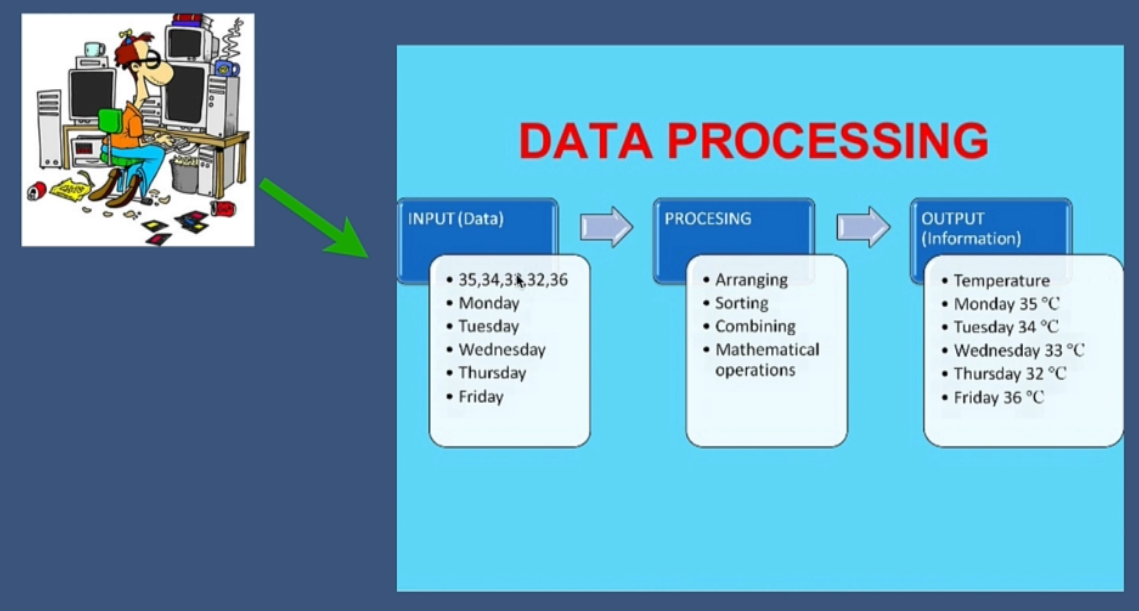 DATA PROCESSING
INPUT (Data)
• 35,34,33,32,36
• Monday
• Tuesday
• Wednesday
• Thursday
• Friday
PROCESING
• Arranging
• Sorting
• Combining
• Mathematical
operations
OUTPUT
(Information)
• Temperature
• Monday 35 °C
• Tuesday 34 °C
• Wednesday 33 °C
• Thursday 32 °C
• Friday 36 °C